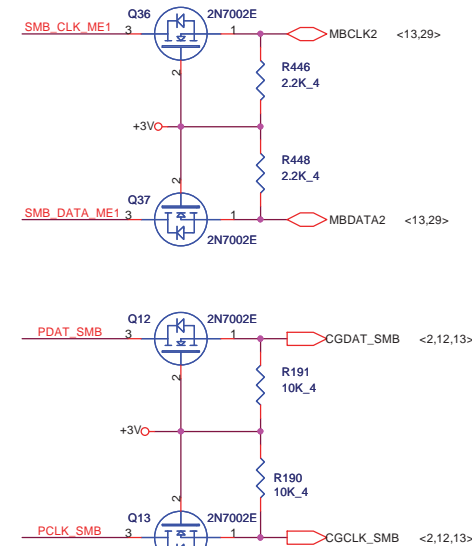 Q36 2N7002E
SMB_CLK_ME1 3 1 MBCLK2 <13,29>
2
R446
2.2K_4
+3V
R448
2.2K_4
2
Q37
SMB_DATA_ME1 3 1 MBDATA2 <13,29>
2N7002E
Q12 2N7002E
PDAT_SMB 3 1 CGDAT_SMB <2,12,13>
2
R191
10K_4
+3V
R190
10K_4
2
Q13 2N7002E
PCLK_SMB 3 1 CGCLK_SMB <2,12,13>